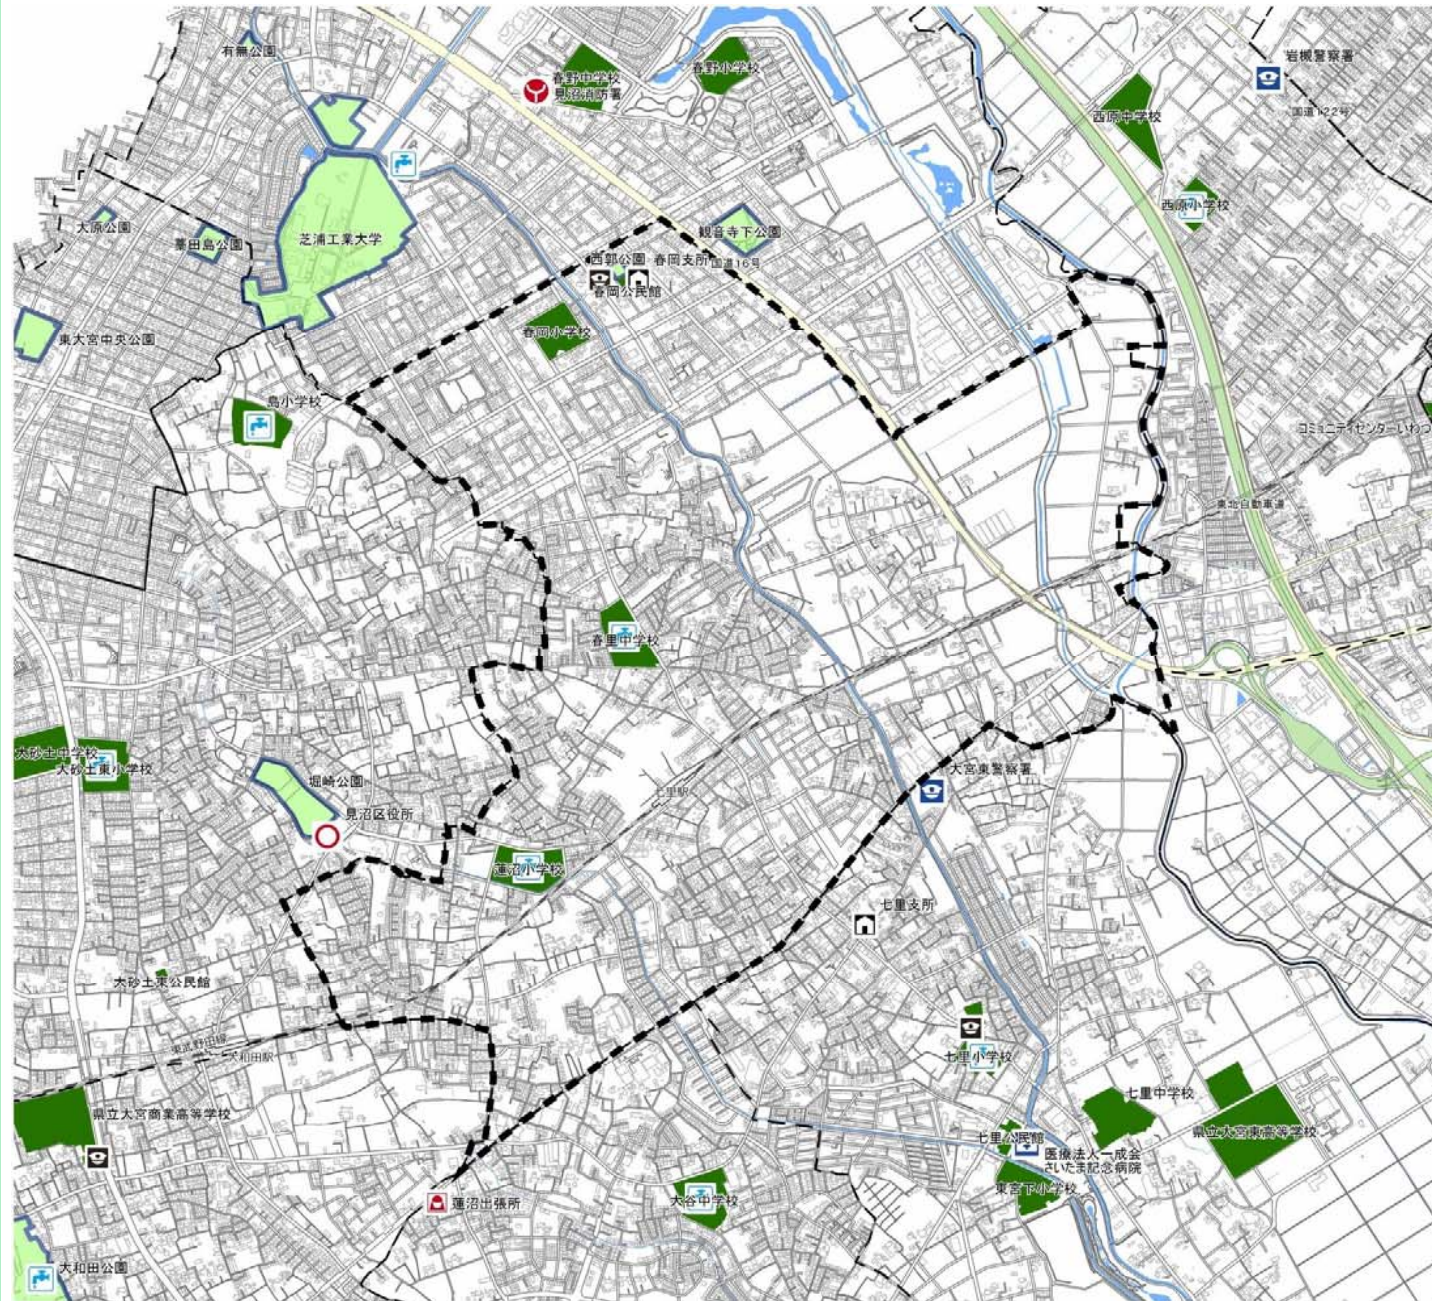 有無公園
春野中学校
見沼消防署
春野小学校
岩槻警察署
西原中学校
国道122号
西原小学校
大原公園
蕃田島公園
芝浦工業大学
観音寺下公園
西郭公園
春岡支所
国道16号
春岡公民館
春岡小学校
東大宮中央公園
島小学校
コミュニティセンターいわつ
東北自動車道
春里中学校
大砂土中学校
大砂土東小学校
堀崎公園
見沼区役所
大宮東警察署
七里駅
蓮沼小学校
七里支所
大砂土東公民館
東武野田線
大和田駅
七里小学校
県立大宮商業高等学校
七里中学校
県立大宮東高等学校
七里公民館
医療法人一成会
さいたま記念病院
東宮下小学校
大谷中学校
蓮沼出張所
大和田公園